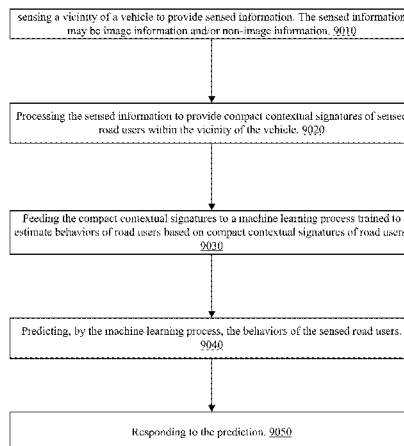 sensing a vicinity of a vehicle to provide sensed information. The sensed information
may be image information and/or non-image information. 9010
Processing the sensed information to provide compact contextual signatures of sensed
road users within the vicinity of the vehicle. 9020
Feeding the compact contextual signatures to a machine learning process trained to
estimate behaviors of road users based on compact contextual signatures of road users
9030
Predicting, by the machine learning process, the behaviors of the sensed road users.
9040
Responding to the prediction. 9050